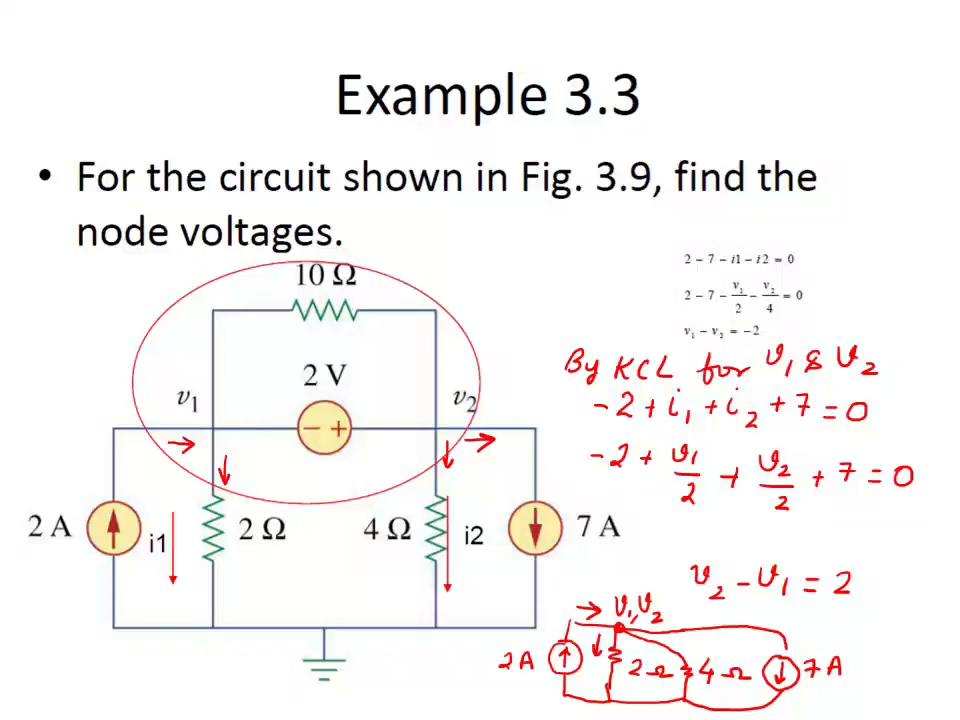 Example 3.3
• For the circuit shown in Fig. 3.9, find the
node voltages.
10 Ω
2 V
v₁
v₂
− +
2 A
i1
2 Ω
4 Ω
i2
7 A
2 − 7 − i1 − i2 = 0
2 − 7 − v₁/2 − v₂/4 = 0
v₁ − v₂ = −2
By KCL for v₁ & v₂
−2 + i₁ + i₂ + 7 = 0
−2 + v₁/2 + v₂/2 + 7 = 0
v₂ − v₁ = 2
v₁, v₂
2A
2 Ω
4 Ω
7 A